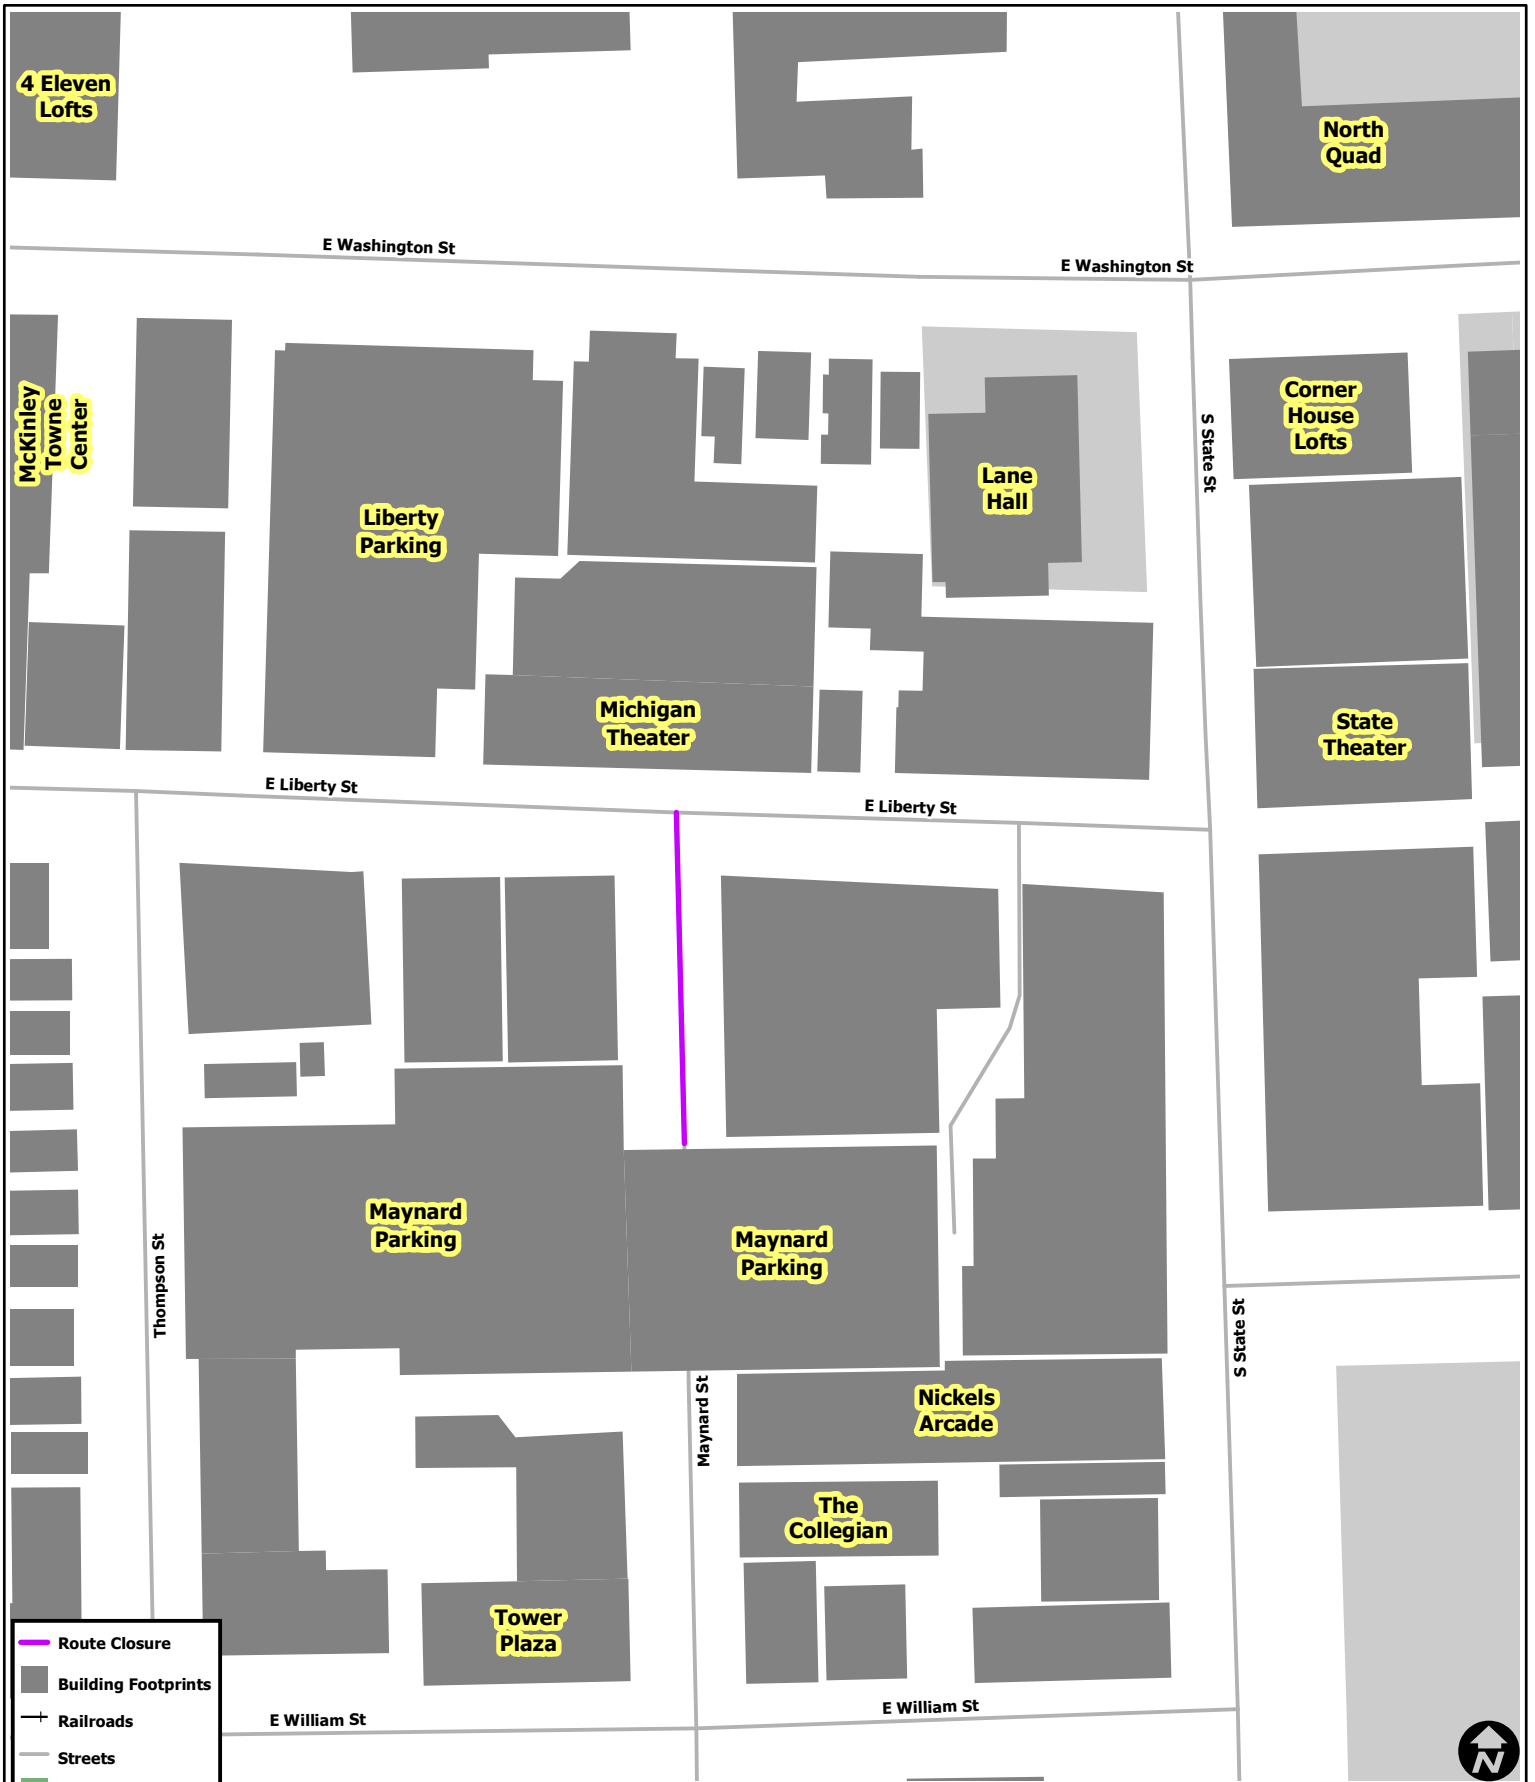 4 Eleven
Lofts
North
Quad
E Washington St
E Washington St
McKinley
Towne
Center
Corner
House
Lofts
S State St
Lane
Hall
Liberty
Parking
Michigan
Theater
State
Theater
E Liberty St
E Liberty St
Maynard
Parking
Maynard
Parking
Thompson St
S State St
Maynard St
Nickels
Arcade
The
Collegian
Tower
Plaza
Route Closure
Building Footprints
Railroads
Streets
E William St
E William St
N